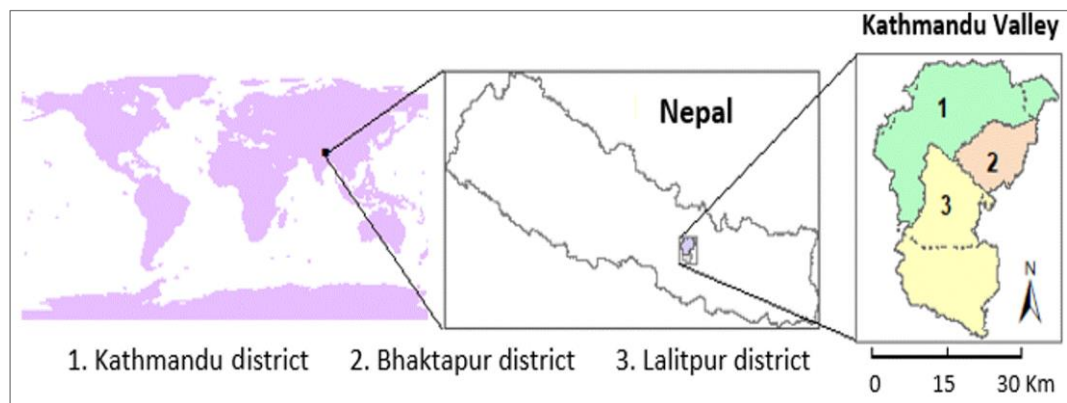 Kathmandu Valley
Nepal
1
2
3
N
1. Kathmandu district 2. Bhaktapur district 3. Lalitpur district
0 15 30 Km